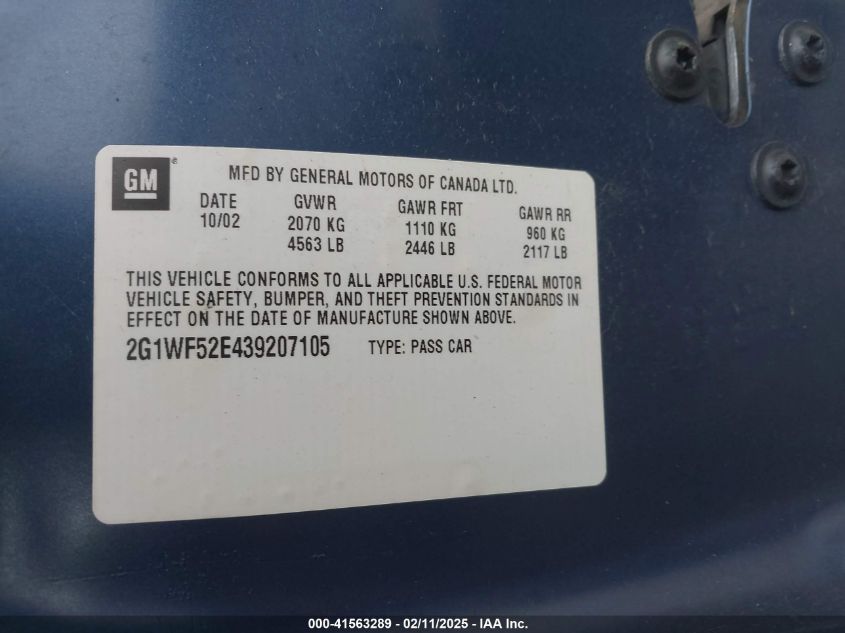 GM®
MFD BY GENERAL MOTORS OF CANADA LTD.
DATE GVWR GAWR FRT GAWR RR
10/02 2070 KG 1110 KG 960 KG
4563 LB 2446 LB 2117 LB
THIS VEHICLE CONFORMS TO ALL APPLICABLE U.S. FEDERAL MOTOR
VEHICLE SAFETY, BUMPER, AND THEFT PREVENTION STANDARDS IN
EFFECT ON THE DATE OF MANUFACTURE SHOWN ABOVE.
2G1WF52E439207105 TYPE: PASS CAR
000-41563289 - 02/11/2025 - IAA Inc.